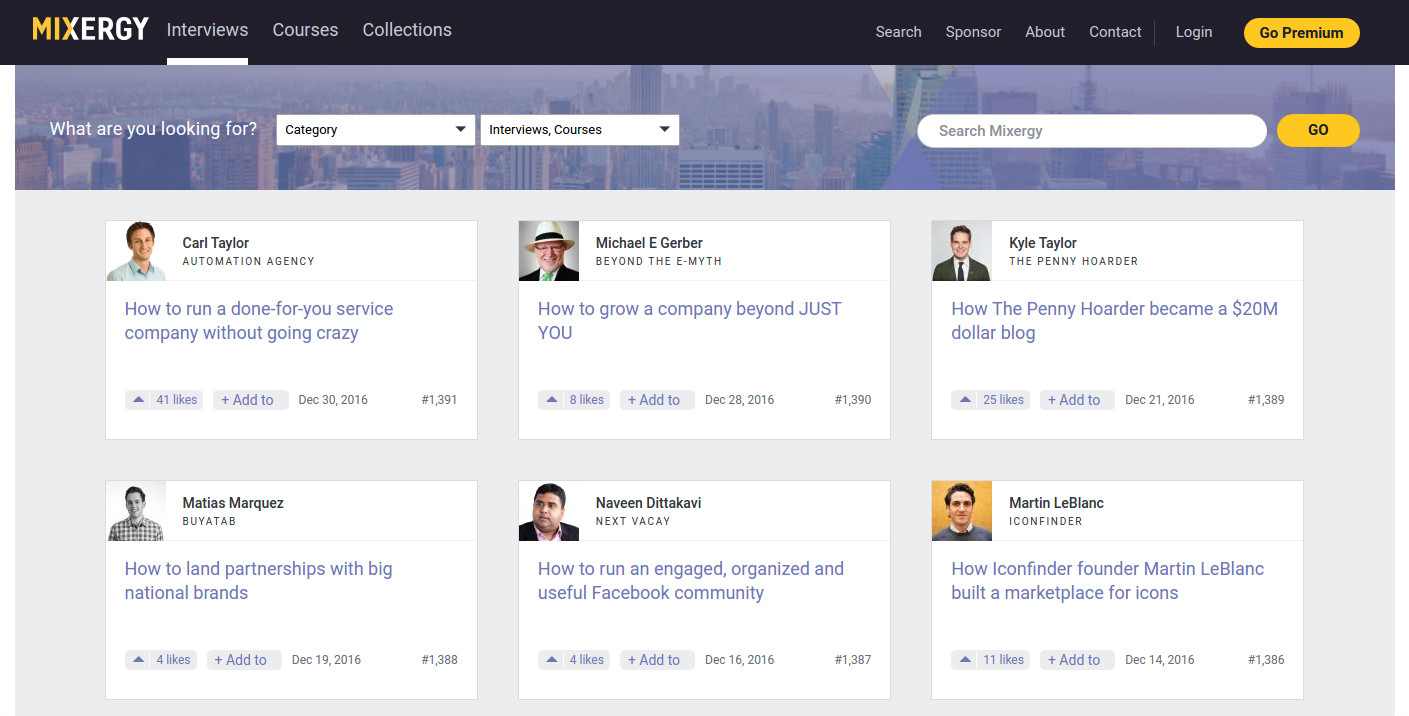 MIXERGY Interviews Courses Collections Search Sponsor About Contact Login Go Premium
What are you looking for? Category Interviews, Courses Search Mixergy GO
Carl Taylor
AUTOMATION AGENCY
How to run a done-for-you service
company without going crazy
41 likes + Add to Dec 30, 2016 #1,391
Michael E Gerber
BEYOND THE E-MYTH
How to grow a company beyond JUST
YOU
8 likes + Add to Dec 28, 2016 #1,390
Kyle Taylor
THE PENNY HOARDER
How The Penny Hoarder became a $20M
dollar blog
25 likes + Add to Dec 21, 2016 #1,389
Matias Marquez
BUYATAB
How to land partnerships with big
national brands
4 likes + Add to Dec 19, 2016 #1,388
Naveen Dittakavi
NEXT VACAY
How to run an engaged, organized and
useful Facebook community
4 likes + Add to Dec 16, 2016 #1,387
Martin LeBlanc
ICONFINDER
How Iconfinder founder Martin LeBlanc
built a marketplace for icons
11 likes + Add to Dec 14, 2016 #1,386